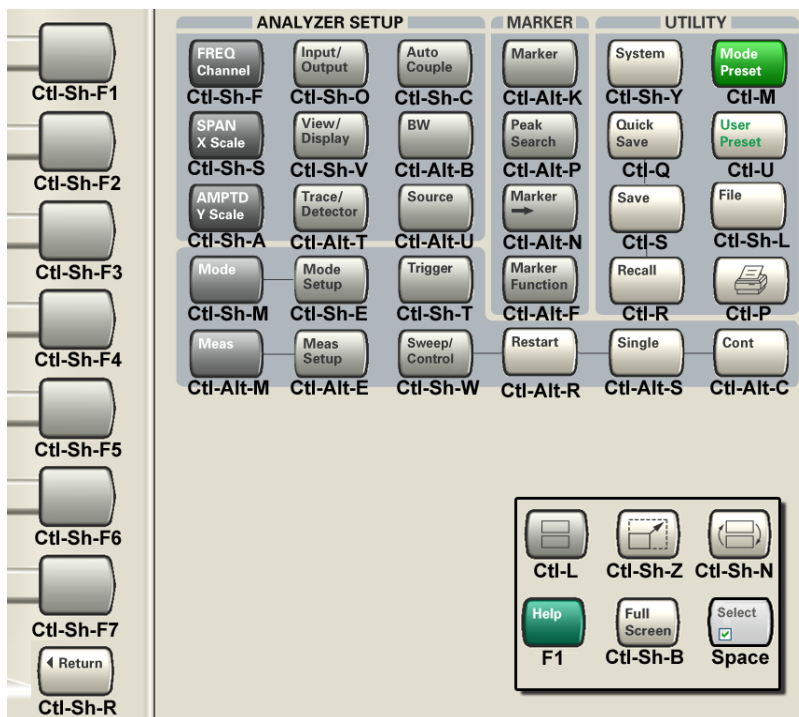 ANALYZER SETUP MARKER UTILITY
FREQ Channel
Input/ Output
Auto Couple
Marker
System
Mode Preset
Ctl-Sh-F1
Ctl-Sh-F Ctl-Sh-O Ctl-Sh-C Ctl-Alt-K Ctl-Sh-Y Ctl-M
SPAN X Scale
View/ Display
BW
Peak Search
Quick Save
User Preset
Ctl-Sh-F2
Ctl-Sh-S Ctl-Sh-V Ctl-Alt-B Ctl-Alt-P Ctl-Q Ctl-U
AMPTD Y Scale
Trace/ Detector
Source
Marker
Save
File
Ctl-Sh-A Ctl-Alt-T Ctl-Alt-U Ctl-Alt-N Ctl-S Ctl-Sh-L
Ctl-Sh-F3
Mode
Mode Setup
Trigger
Marker Function
Recall
Ctl-Sh-M Ctl-Sh-E Ctl-Sh-T Ctl-Alt-F Ctl-R Ctl-P
Ctl-Sh-F4
Meas
Meas Setup
Sweep/ Control
Restart
Single
Cont
Ctl-Alt-M Ctl-Alt-E Ctl-Sh-W Ctl-Alt-R Ctl-Alt-S Ctl-Alt-C
Ctl-Sh-F5
Ctl-Sh-F6
Ctl-L Ctl-Sh-Z Ctl-Sh-N
Ctl-Sh-F7
Help
Full Screen
Select
F1 Ctl-Sh-B Space
Return
Ctl-Sh-R